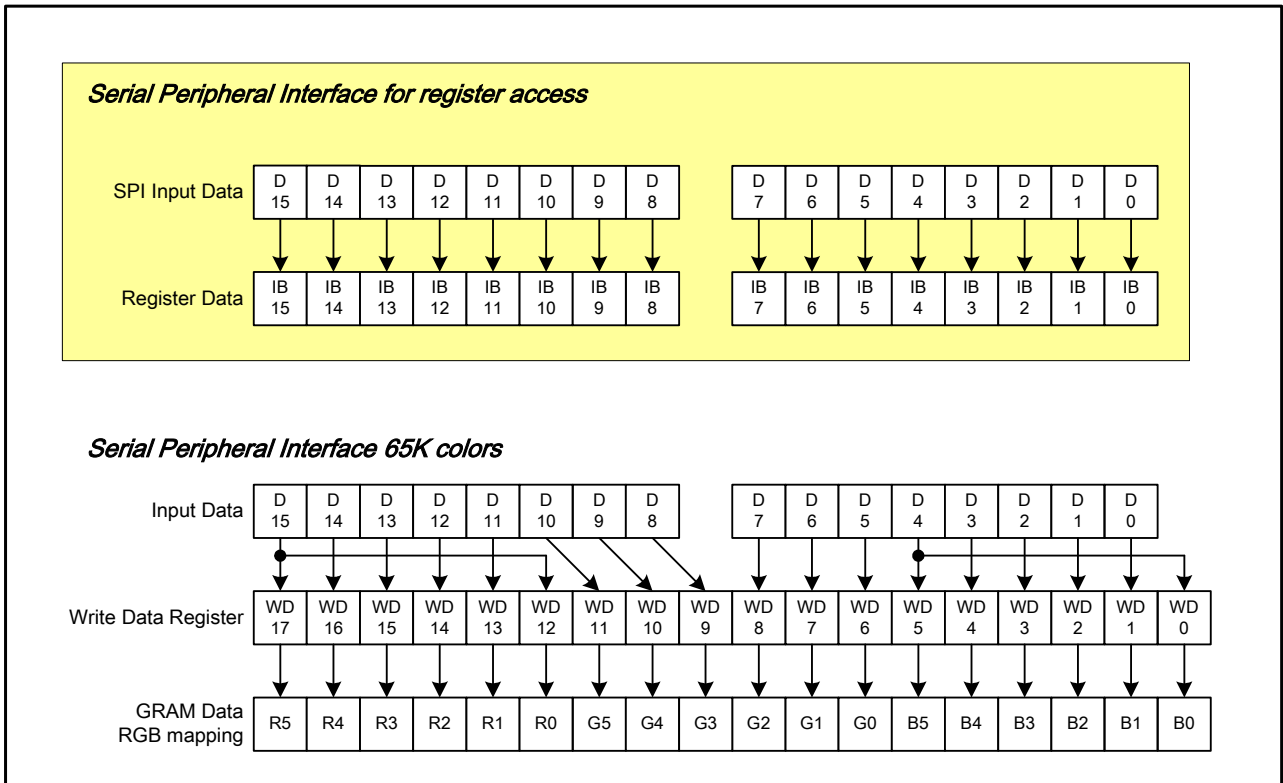 Serial Peripheral Interface for register access
SPI Input Data D 15 D 14 D 13 D 12 D 11 D 10 D 9 D 8 D 7 D 6 D 5 D 4 D 3 D 2 D 1 D 0
Register Data IB 15 IB 14 IB 13 IB 12 IB 11 IB 10 IB 9 IB 8 IB 7 IB 6 IB 5 IB 4 IB 3 IB 2 IB 1 IB 0
Serial Peripheral Interface 65K colors
Input Data D 15 D 14 D 13 D 12 D 11 D 10 D 9 D 8 D 7 D 6 D 5 D 4 D 3 D 2 D 1 D 0
Write Data Register WD 17 WD 16 WD 15 WD 14 WD 13 WD 12 WD 11 WD 10 WD 9 WD 8 WD 7 WD 6 WD 5 WD 4 WD 3 WD 2 WD 1 WD 0
GRAM Data
RGB mapping R5 R4 R3 R2 R1 R0 G5 G4 G3 G2 G1 G0 B5 B4 B3 B2 B1 B0